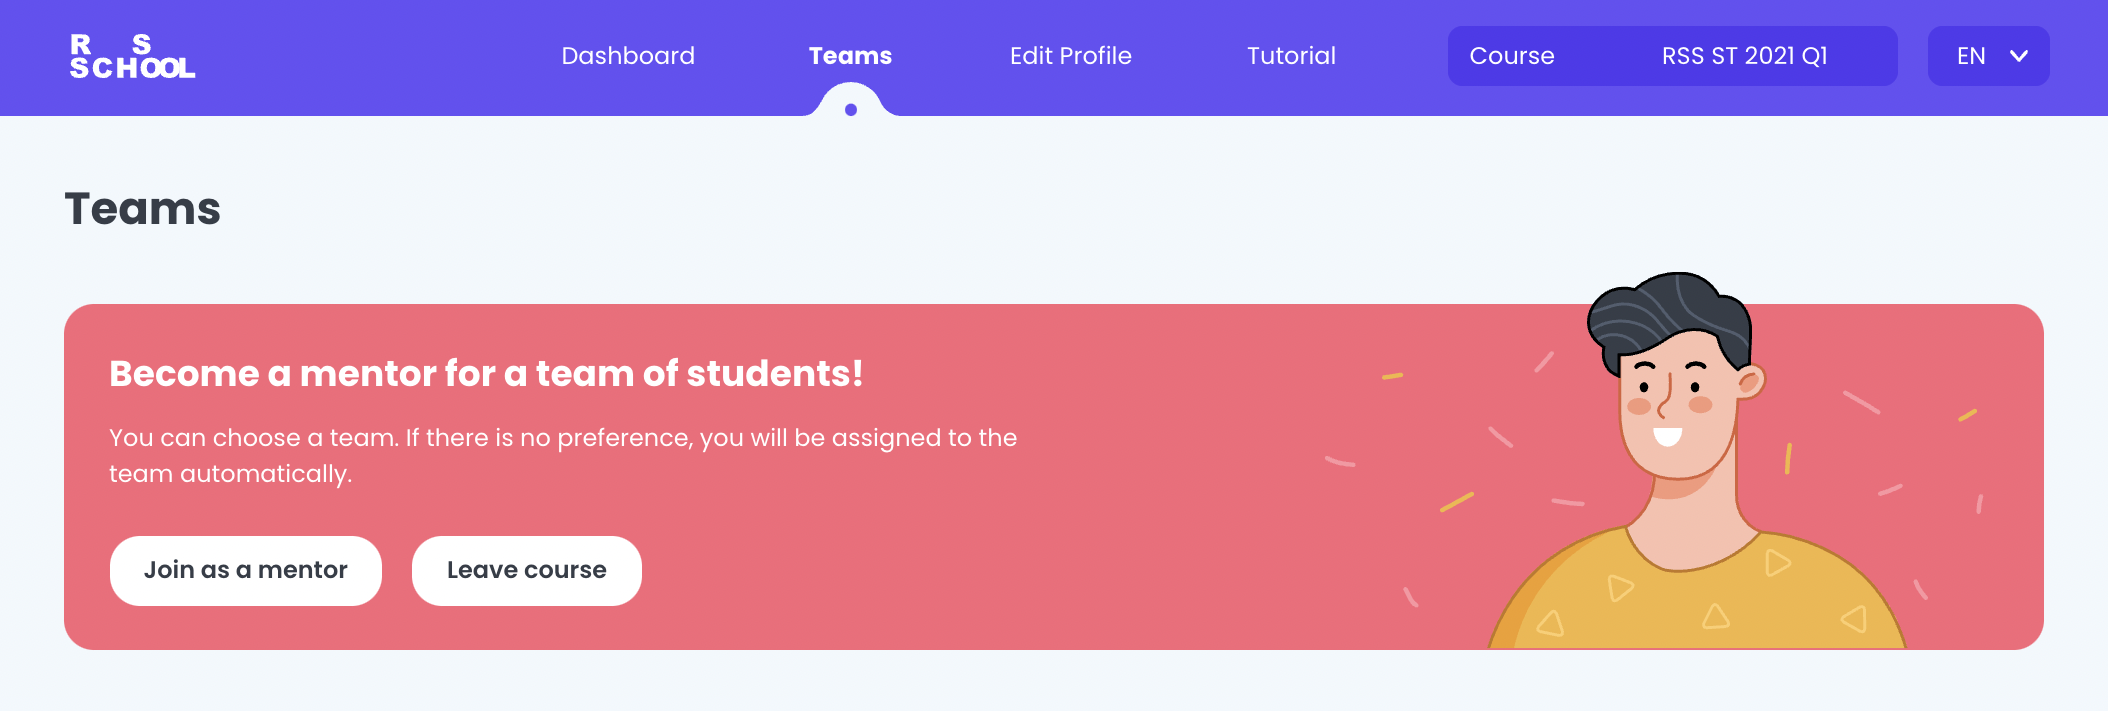 R S
SCHOOL
Dashboard
Teams
Edit Profile
Tutorial
Course
RSS ST 2021 Q1
EN
Teams
Become a mentor for a team of students!
You can choose a team. If there is no preference, you will be assigned to the
team automatically.
Join as a mentor
Leave course